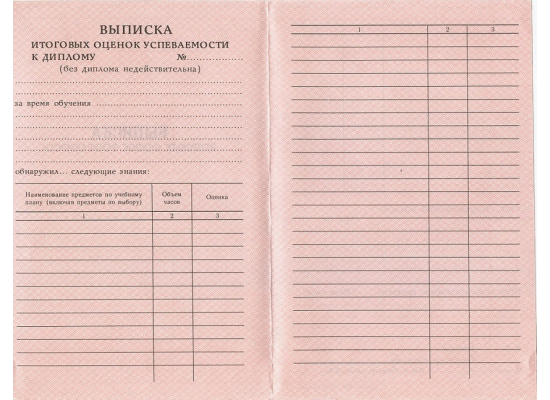 ВЫПИСКА
ИТОГОВЫХ ОЦЕНОК УСПЕВАЕМОСТИ
К ДИПЛОМУ №
(без диплома недействительна)
за время обучения
обнаружил... следующие знания:
Наименование предметов по учебному
плану (включая предметы по выбору)
Объем
часов
Оценка
1 2 3
1 2 3